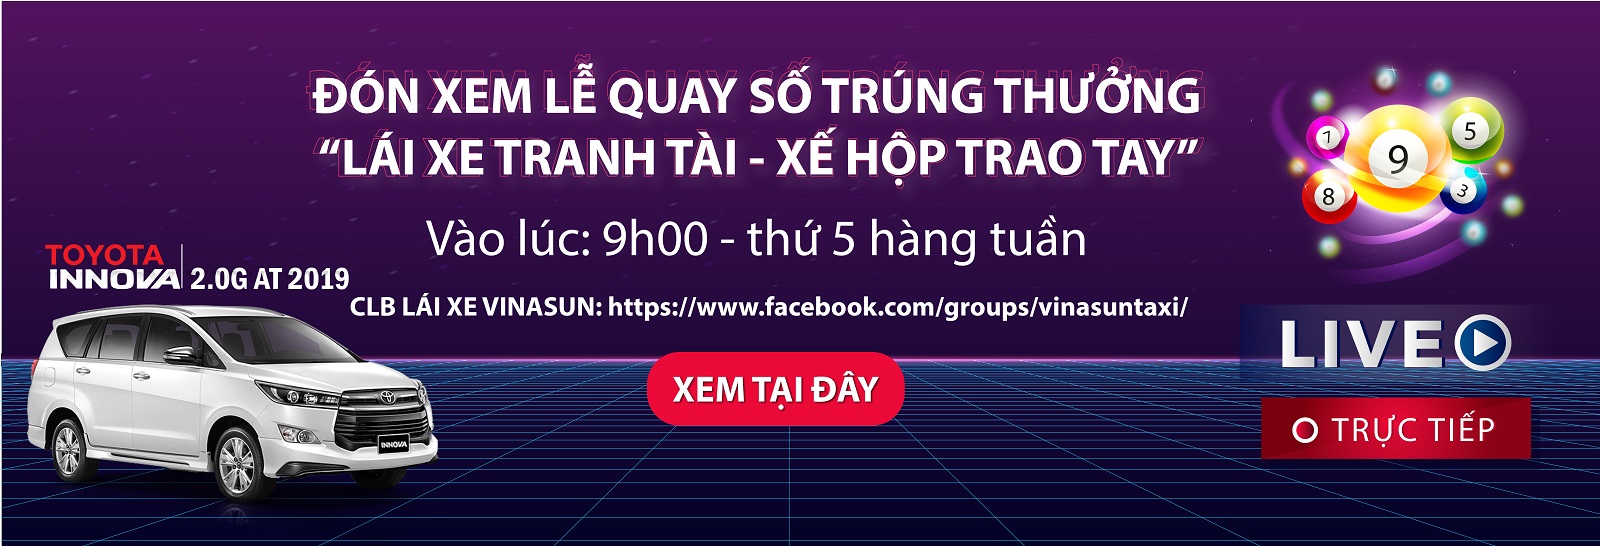 ĐÓN XEM LỄ QUAY SỐ TRÚNG THƯỞNG
“LÁI XE TRANH TÀI - XẾ HỘP TRAO TAY”
Vào lúc: 9h00 - thứ 5 hàng tuần
TOYOTA
INNOVA 2.0G AT 2019
CLB LÁI XE VINASUN: https://www.facebook.com/groups/vinasuntaxi/
XEM TẠI ĐÂY
INNOVA
7
9
5
8
3
LIVE
TRỰC TIẾP